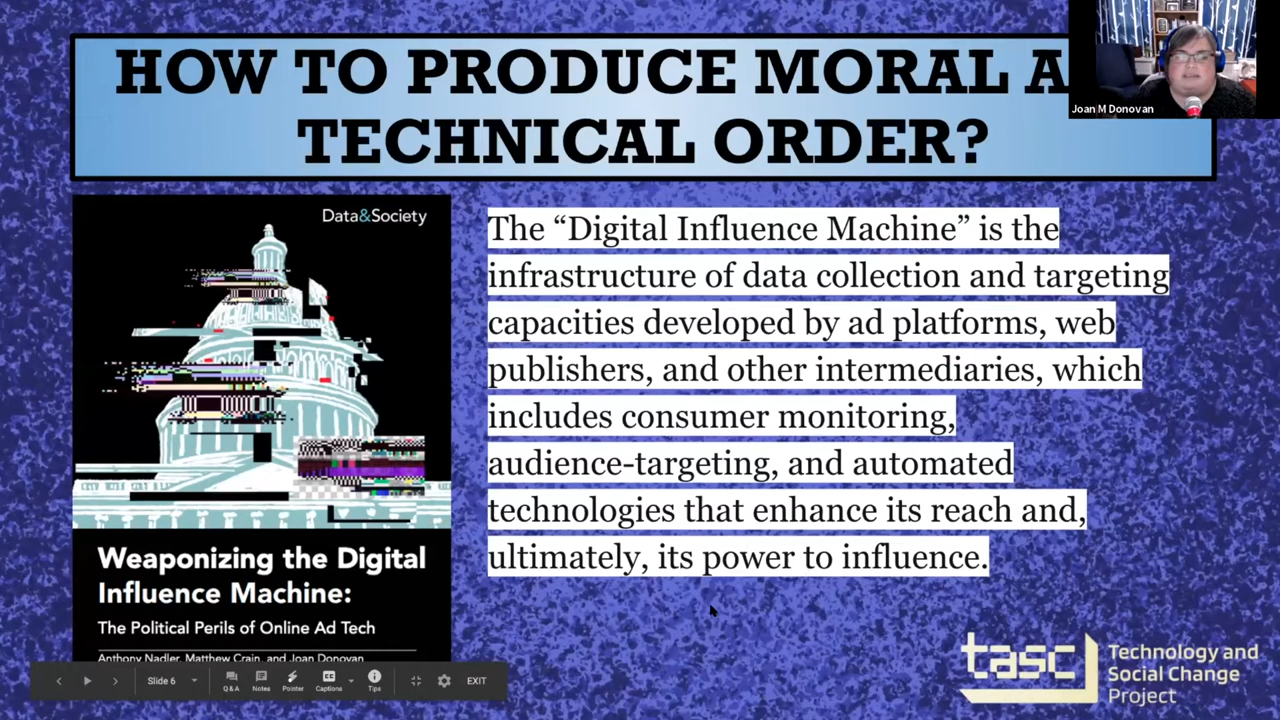 HOW TO PRODUCE MORAL A
TECHNICAL ORDER?
Joan M Donovan
Data&Society
Weaponizing the Digital
Influence Machine:
The Political Perils of Online Ad Tech
Anthony Nadler, Matthew Crain, and Joan Donovan
The “Digital Influence Machine” is the
infrastructure of data collection and targeting
capacities developed by ad platforms, web
publishers, and other intermediaries, which
includes consumer monitoring,
audience-targeting, and automated
technologies that enhance its reach and,
ultimately, its power to influence.
Slide 6
Q & A
Notes
Pointer
Captions
Tips
EXIT
tasc
Technology and
Social Change
Project